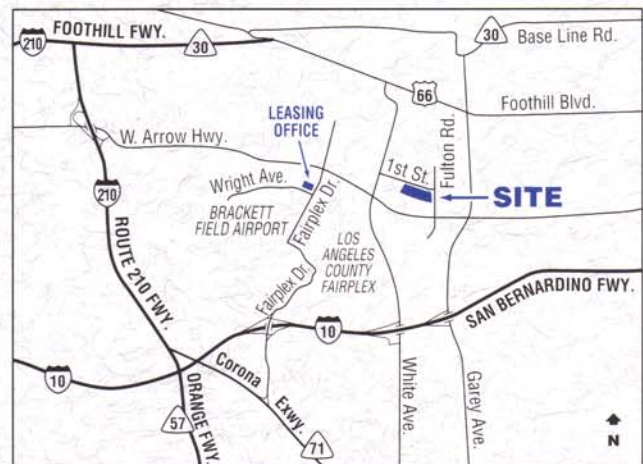 210
FOOTHILL FWY.
30
30
Base Line Rd.
66
Foothill Blvd.
W. Arrow Hwy.
LEASING
OFFICE
Wright Ave.
BRACKETT
FIELD AIRPORT
Fairplex Dr.
1st St.
Fulton Rd.
SITE
210
ROUTE 210 FWY.
LOS
ANGELES
COUNTY
FAIRPLEX
Fairplex Dr.
10
SAN BERNARDINO FWY.
10
Corona
Expwy.
ORANGE FWY.
57
71
White Ave.
Garey Ave.
N